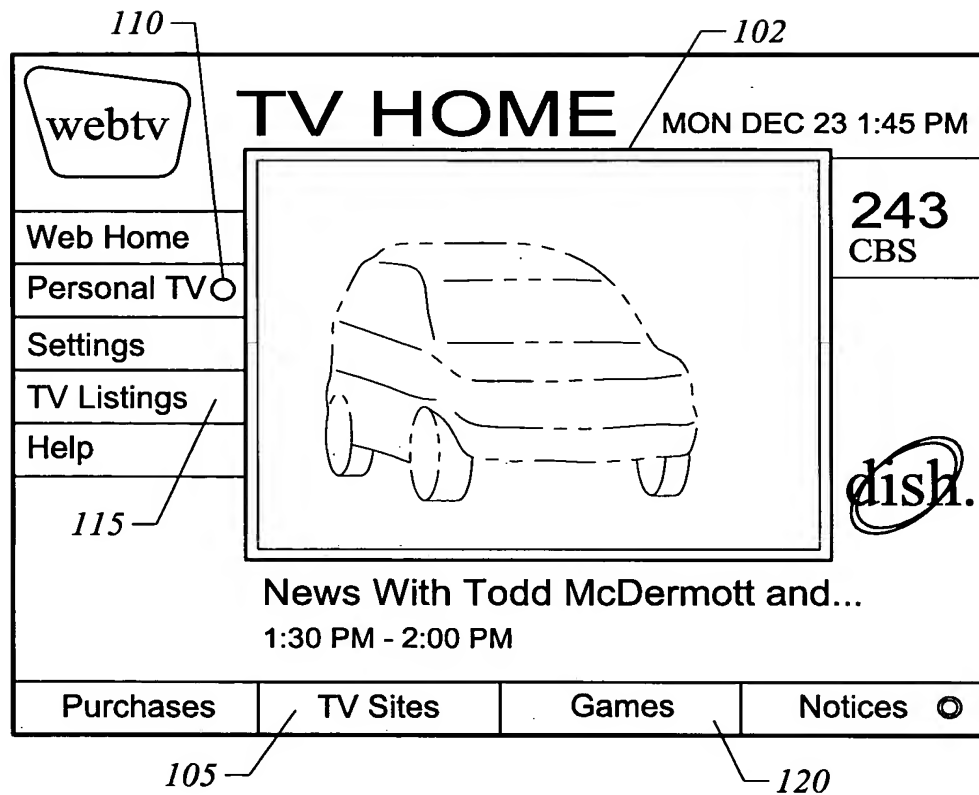 110
102
webtv
TV HOME
MON DEC 23 1:45 PM
243
CBS
Web Home
Personal TV
Settings
TV Listings
Help
115
dish.
News With Todd McDermott and...
1:30 PM - 2:00 PM
Purchases
TV Sites
Games
Notices
105
120